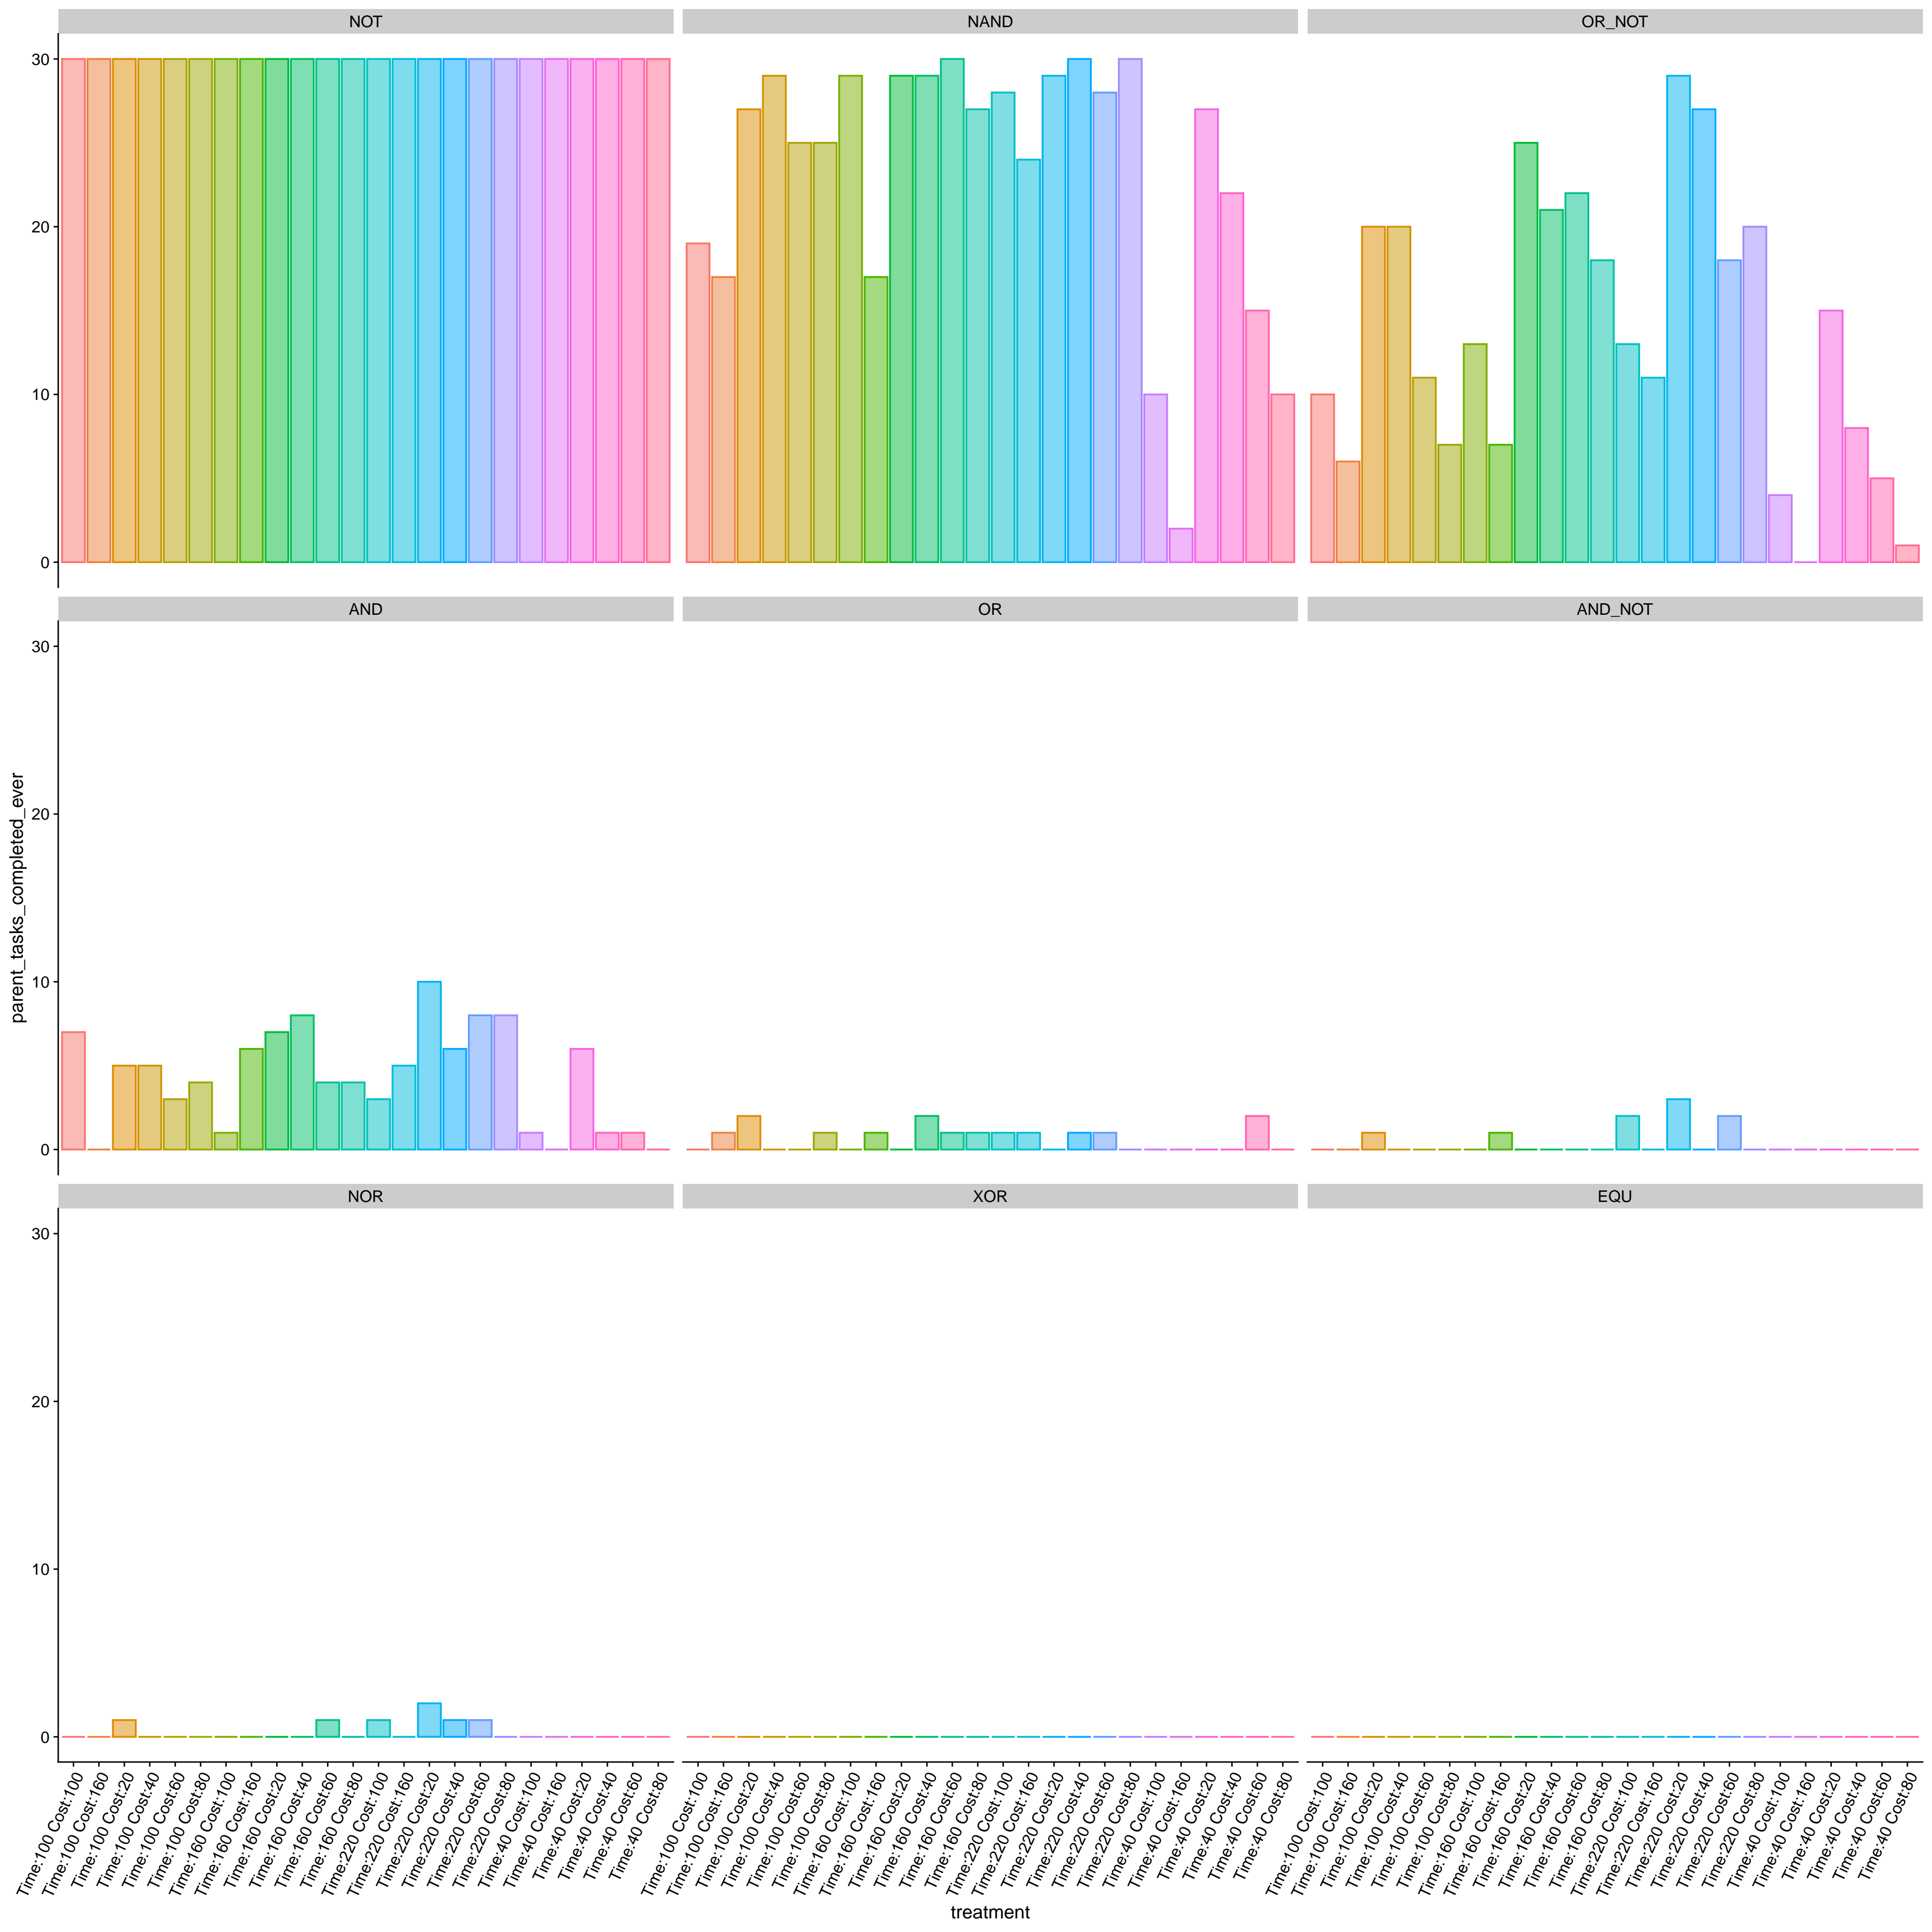 NOT NAND OR_NOT
30
20
10
0
AND OR AND_NOT
30
20
10
0
parent_tasks_completed_ever
NOR XOR EQU
30
20
10
0
Time:100 Cost:100
Time:100 Cost:160
Time:100 Cost:20
Time:100 Cost:40
Time:100 Cost:60
Time:100 Cost:80
Time:160 Cost:100
Time:160 Cost:160
Time:160 Cost:20
Time:160 Cost:40
Time:160 Cost:60
Time:160 Cost:80
Time:220 Cost:100
Time:220 Cost:160
Time:220 Cost:20
Time:220 Cost:40
Time:220 Cost:60
Time:220 Cost:80
Time:40 Cost:100
Time:40 Cost:160
Time:40 Cost:20
Time:40 Cost:40
Time:40 Cost:60
Time:40 Cost:80
Time:100 Cost:100
Time:100 Cost:160
Time:100 Cost:20
Time:100 Cost:40
Time:100 Cost:60
Time:100 Cost:80
Time:160 Cost:100
Time:160 Cost:160
Time:160 Cost:20
Time:160 Cost:40
Time:160 Cost:60
Time:160 Cost:80
Time:220 Cost:100
Time:220 Cost:160
Time:220 Cost:20
Time:220 Cost:40
Time:220 Cost:60
Time:220 Cost:80
Time:40 Cost:100
Time:40 Cost:160
Time:40 Cost:20
Time:40 Cost:40
Time:40 Cost:60
Time:40 Cost:80
Time:100 Cost:100
Time:100 Cost:160
Time:100 Cost:20
Time:100 Cost:40
Time:100 Cost:60
Time:100 Cost:80
Time:160 Cost:100
Time:160 Cost:160
Time:160 Cost:20
Time:160 Cost:40
Time:160 Cost:60
Time:160 Cost:80
Time:220 Cost:100
Time:220 Cost:160
Time:220 Cost:20
Time:220 Cost:40
Time:220 Cost:60
Time:220 Cost:80
Time:40 Cost:100
Time:40 Cost:160
Time:40 Cost:20
Time:40 Cost:40
Time:40 Cost:60
Time:40 Cost:80
treatment